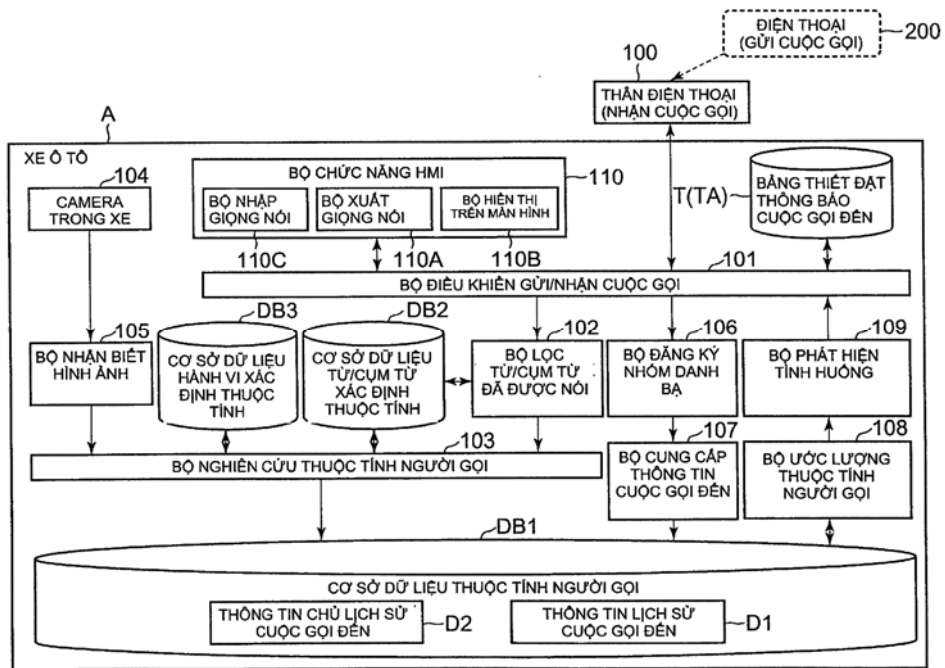 ĐIỆN THOẠI
(GỬI CUỘC GỌI)
200
100
THÂN ĐIỆN THOẠI
(NHẬN CUỘC GỌI)
A
XE Ô TÔ
104
CAMERA
TRONG XE
BỘ CHỨC NĂNG HMI
110
BỘ NHẬP
GIỌNG NÓI
BỘ XUẤT
GIỌNG NÓI
BỘ HIỂN THỊ
TRÊN MÀN HÌNH
110C
110A
110B
T(TA)
BẢNG THIẾT ĐẶT
THÔNG BÁO
CUỘC GỌI ĐẾN
101
BỘ ĐIỀU KHIỂN GỬI/NHẬN CUỘC GỌI
105
BỘ NHẬN BIẾT
HÌNH ẢNH
DB3
CƠ SỞ DỮ LIỆU
HÀNH VI XÁC
ĐỊNH THUỘC
TÍNH
DB2
CƠ SỞ DỮ LIỆU
TỪ/CỤM TỪ
XÁC ĐỊNH
THUỘC TÍNH
102
BỘ LỌC
TỪ/CỤM TỪ
ĐÃ ĐƯỢC NÓI
106
BỘ ĐĂNG KÝ
NHÓM DANH
BẠ
109
BỘ PHÁT HIỆN
TÌNH HUỐNG
103
BỘ NGHIÊN CỨU THUỘC TÍNH NGƯỜI GỌI
107
BỘ CUNG CẤP
THÔNG TIN
CUỘC GỌI ĐẾN
108
BỘ ƯỚC LƯỢNG
THUỘC TÍNH
NGƯỜI GỌI
DB1
CƠ SỞ DỮ LIỆU THUỘC TÍNH NGƯỜI GỌI
THÔNG TIN CHỦ LỊCH SỬ
CUỘC GỌI ĐẾN
D2
THÔNG TIN LỊCH SỬ
CUỘC GỌI ĐẾN
D1